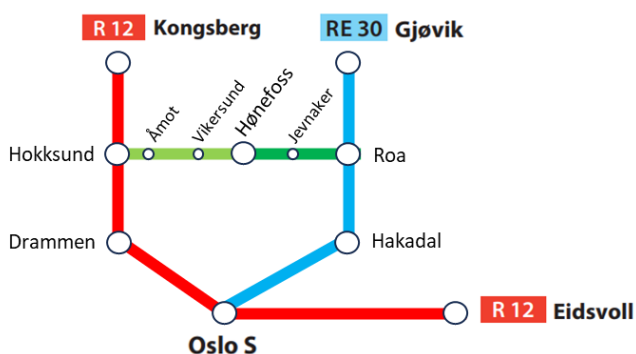 R 12 Kongsberg
RE 30 Gjøvik
Åmot
Vikersund
Hønefoss
Jevnaker
Hokksund
Roa
Drammen
Hakadal
R 12 Eidsvoll
Oslo S